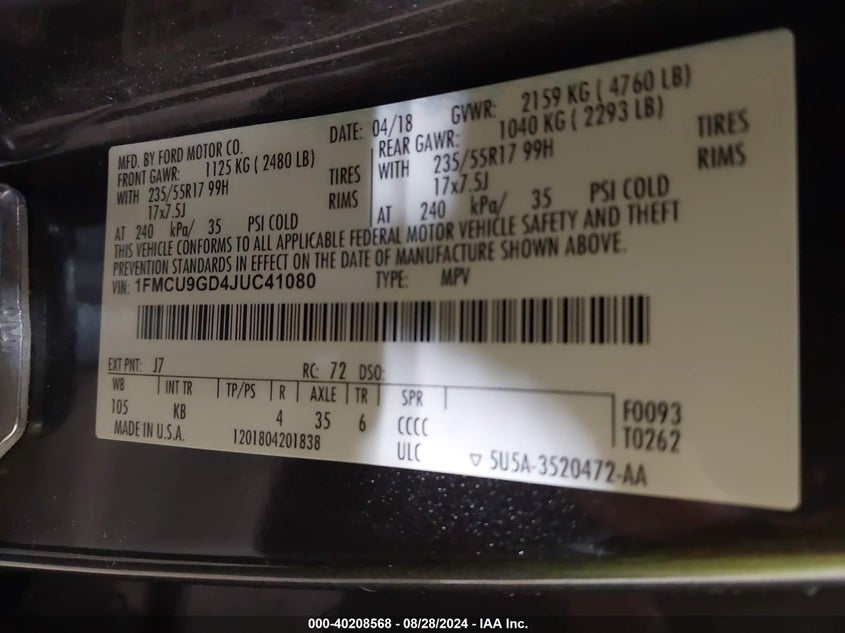 MFD. BY FORD MOTOR CO.
DATE: 04/18 GVWR: 2159 KG ( 4760 LB)
FRONT GAWR: 1125 KG ( 2480 LB) REAR GAWR: 1040 KG ( 2293 LB)
WITH 235/55R17 99H TIRES WITH 235/55R17 99H TIRES
17x7.5J RIMS 17x7.5J RIMS
AT 240 kPa/ 35 PSI COLD AT 240 kPa/ 35 PSI COLD
THIS VEHICLE CONFORMS TO ALL APPLICABLE FEDERAL MOTOR VEHICLE SAFETY AND THEFT
PREVENTION STANDARDS IN EFFECT ON THE DATE OF MANUFACTURE SHOWN ABOVE.
VIN: 1FMCU9GD4JUC41080 TYPE: MPV
EXT PNT: J7 RC: 72 DSO:
WB INT TR TP/PS R AXLE TR SPR
105 KB 4 35 6 CCCC F0093
MADE IN U.S.A. 1201804201838 ULC T0262
▽ 5U5A-3520472-AA
000-40208568 - 08/28/2024 - IAA Inc.